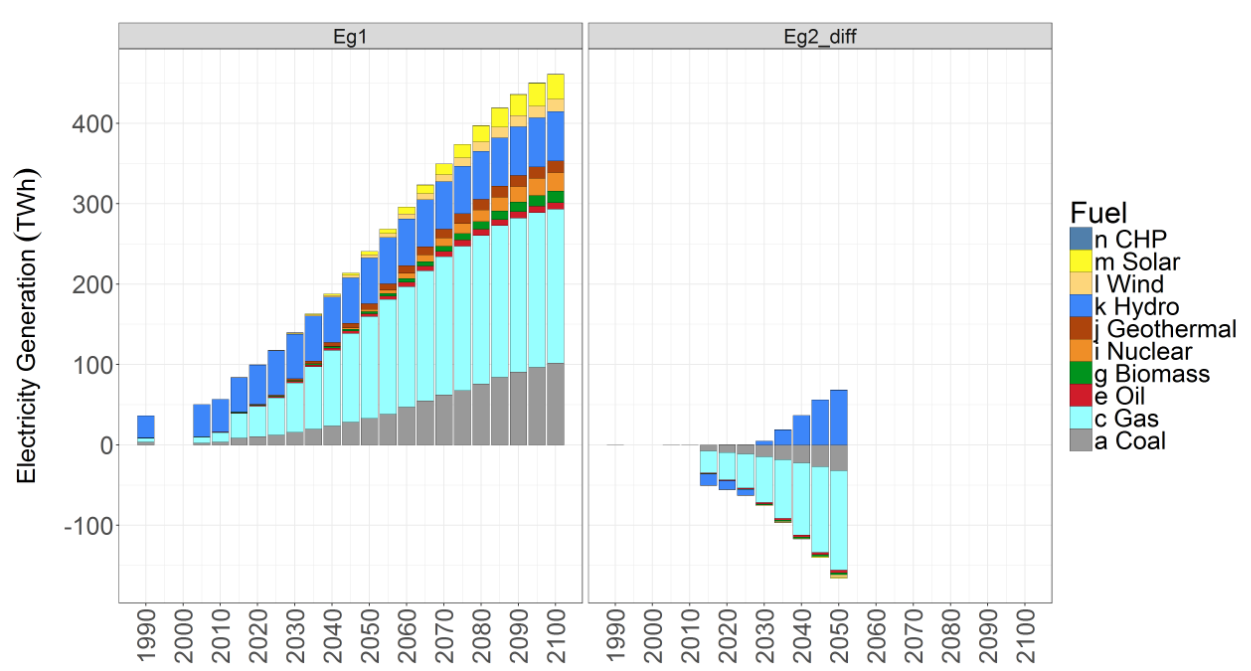 Eg1
Eg2_diff
Electricity Generation (TWh)
400
300
200
100
0
-100
1990
2000
2010
2020
2030
2040
2050
2060
2070
2080
2090
2100
1990
2000
2010
2020
2030
2040
2050
2060
2070
2080
2090
2100
Fuel
n CHP
m Solar
l Wind
k Hydro
j Geothermal
i Nuclear
g Biomass
e Oil
c Gas
a Coal